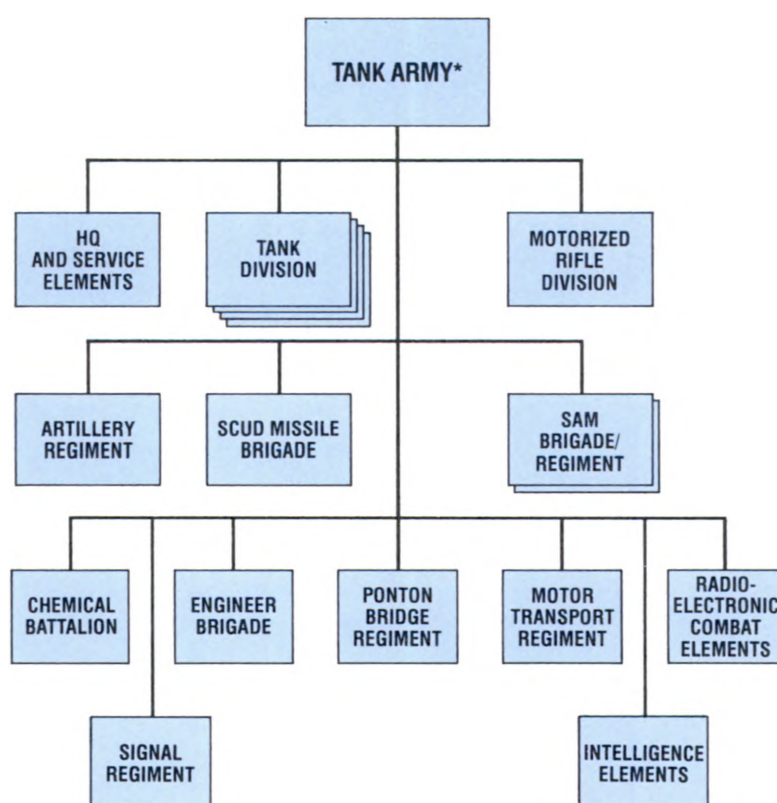 TANK ARMY*
HQ
AND SERVICE
ELEMENTS
TANK
DIVISION
MOTORIZED
RIFLE
DIVISION
ARTILLERY
REGIMENT
SCUD MISSILE
BRIGADE
SAM
BRIGADE/
REGIMENT
CHEMICAL
BATTALION
ENGINEER
BRIGADE
PONTON
BRIDGE
REGIMENT
MOTOR
TRANSPORT
REGIMENT
RADIO-
ELECTRONIC
COMBAT
ELEMENTS
SIGNAL
REGIMENT
INTELLIGENCE
ELEMENTS